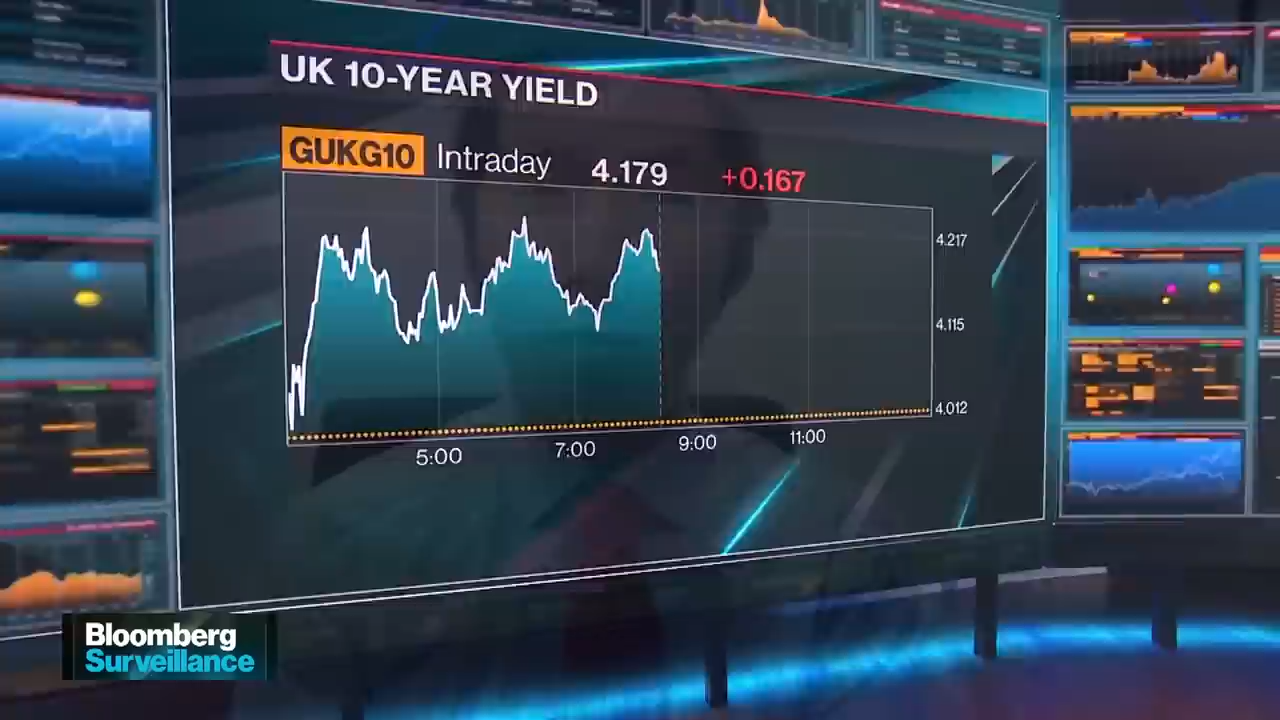 UK 10-YEAR YIELD
GUKG10 Intraday 4.179 +0.167
4.217
4.115
4.012
5:00 7:00 9:00 11:00
Bloomberg
Surveillance